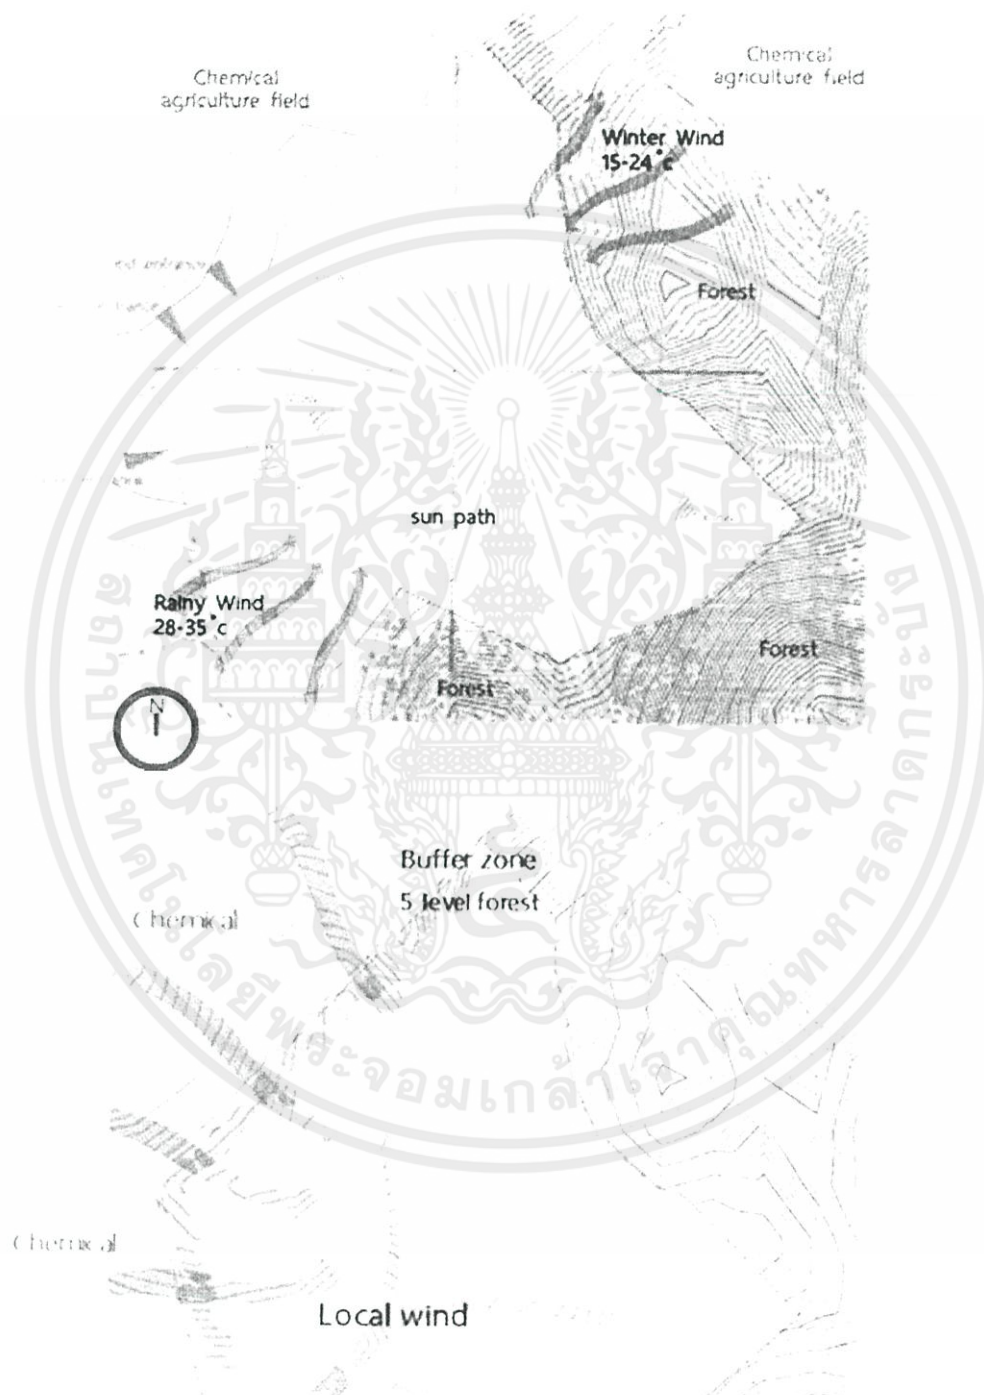 Chemical
agriculture field
Chemical
agriculture field
Winter Wind
15-24°c
Forest
entrance
sun path
Rainy Wind
28-35°c
Forest
Forest
N
Buffer zone
5 level forest
Chemical
Chemical
Local wind
สถาบันเทคโนโลยีพระจอมเกล้าเจ้าคุณทหารลาดกระบัง